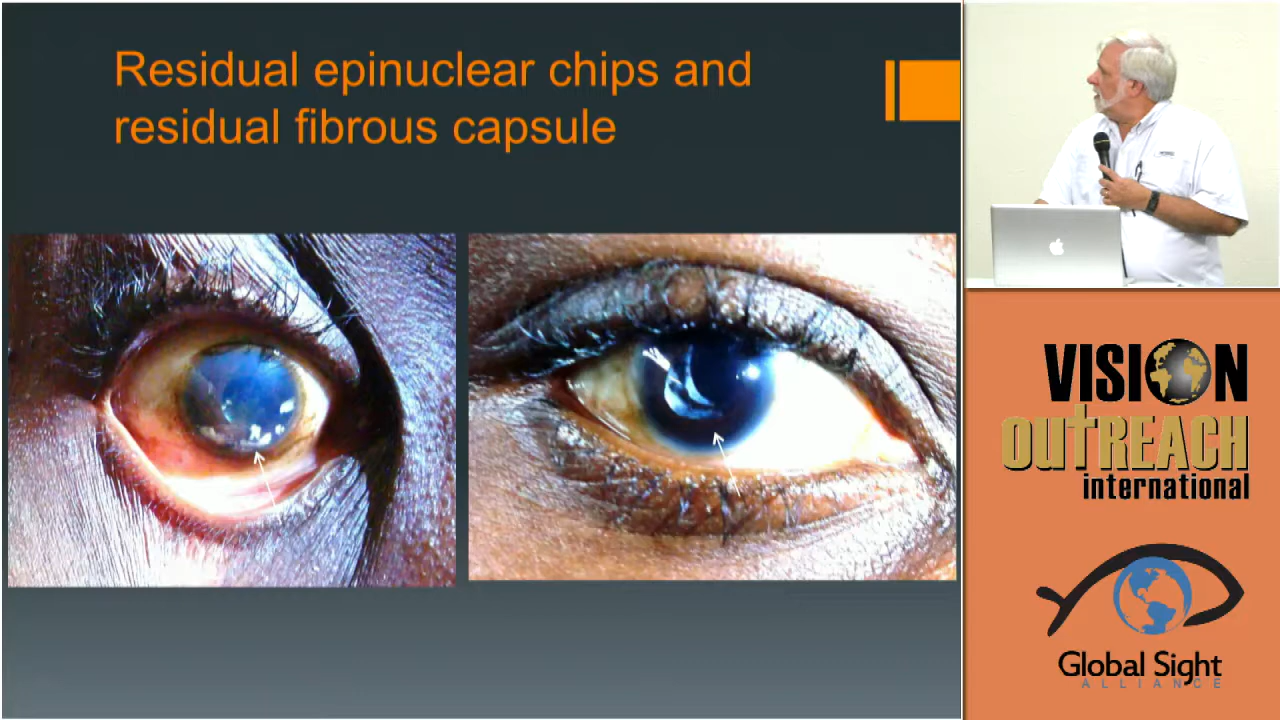 Residual epinuclear chips and
residual fibrous capsule
VISION
OUTREACH
international
Global Sight
ALLIANCE